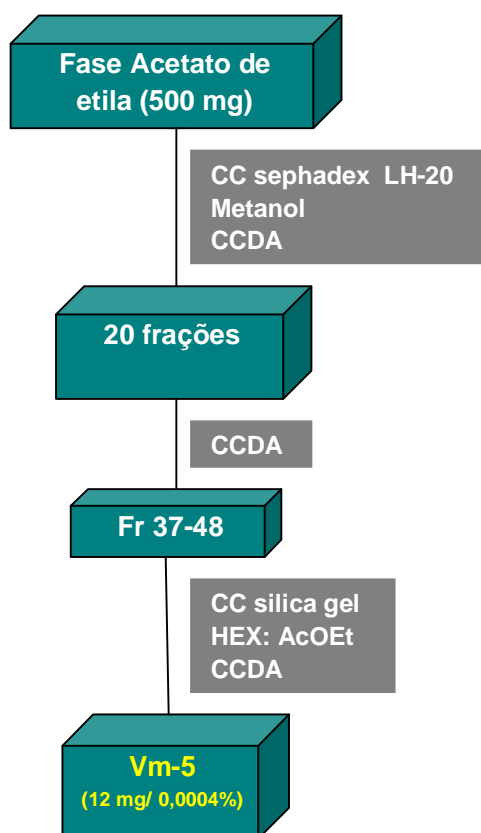 Fase Acetato de
etila (500 mg)
CC sephadex LH-20
Metanol
CCDA
20 frações
CCDA
Fr 37-48
CC silica gel
HEX: AcOEt
CCDA
Vm-5
(12 mg/ 0,0004%)